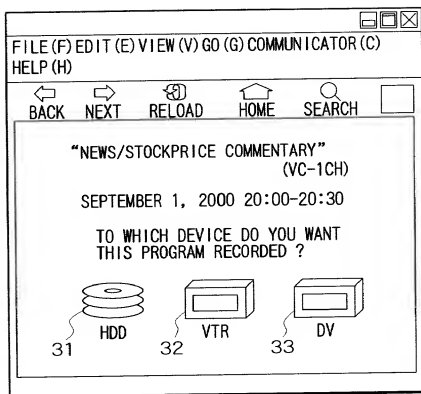 FILE(F) EDIT(E) VIEW(V) GO(G) COMMUNICATOR(C)
HELP(H)
BACK NEXT RELOAD HOME SEARCH
"NEWS/STOCKPRICE COMMENTARY"
(VC-1CH)
SEPTEMBER 1, 2000 20:00-20:30
TO WHICH DEVICE DO YOU WANT
THIS PROGRAM RECORDED ?
31 HDD 32 VTR 33 DV